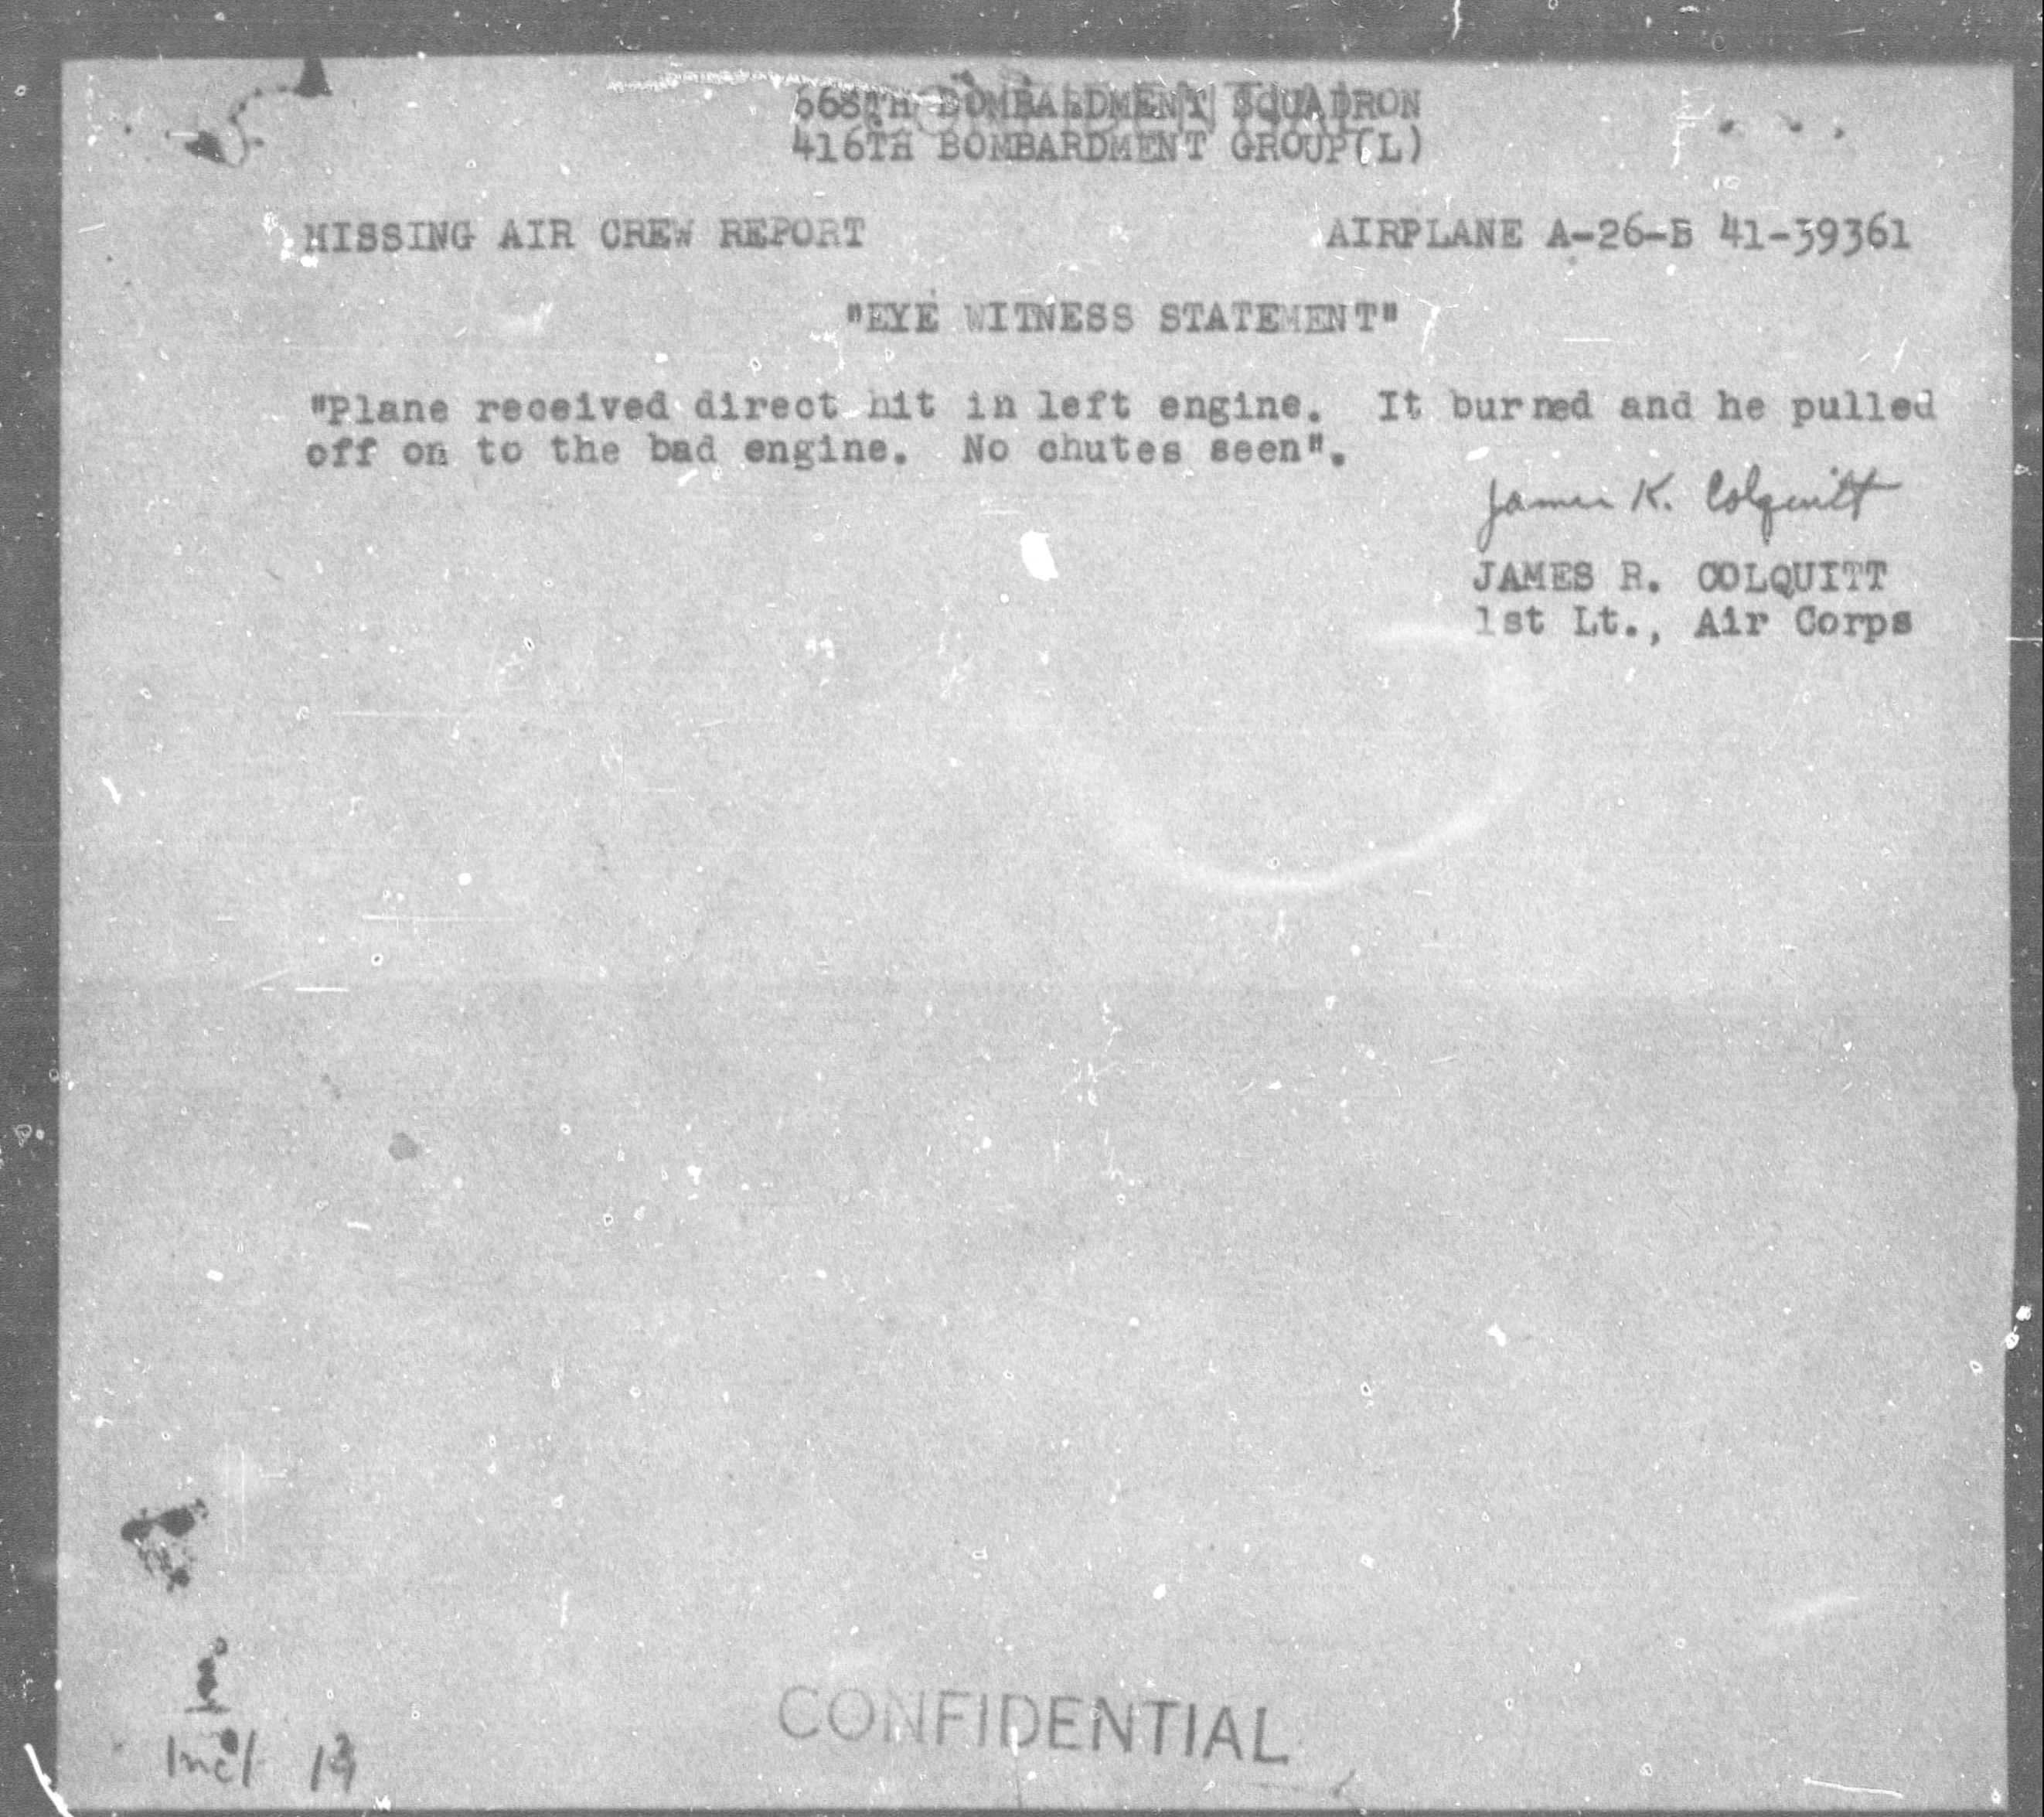 668TH BOMBARDMENT SQUADRON
416TH BOMBARDMENT GROUP(L)
MISSING AIR CREW REPORT AIRPLANE A-26-B 41-39361
"EYE WITNESS STATEMENT"
"Plane received direct hit in left engine. It burned and he pulled
off on to the bad engine. No chutes seen".
James R. Colquitt
JAMES R. COLQUITT
1st Lt., Air Corps
CONFIDENTIAL
Incl